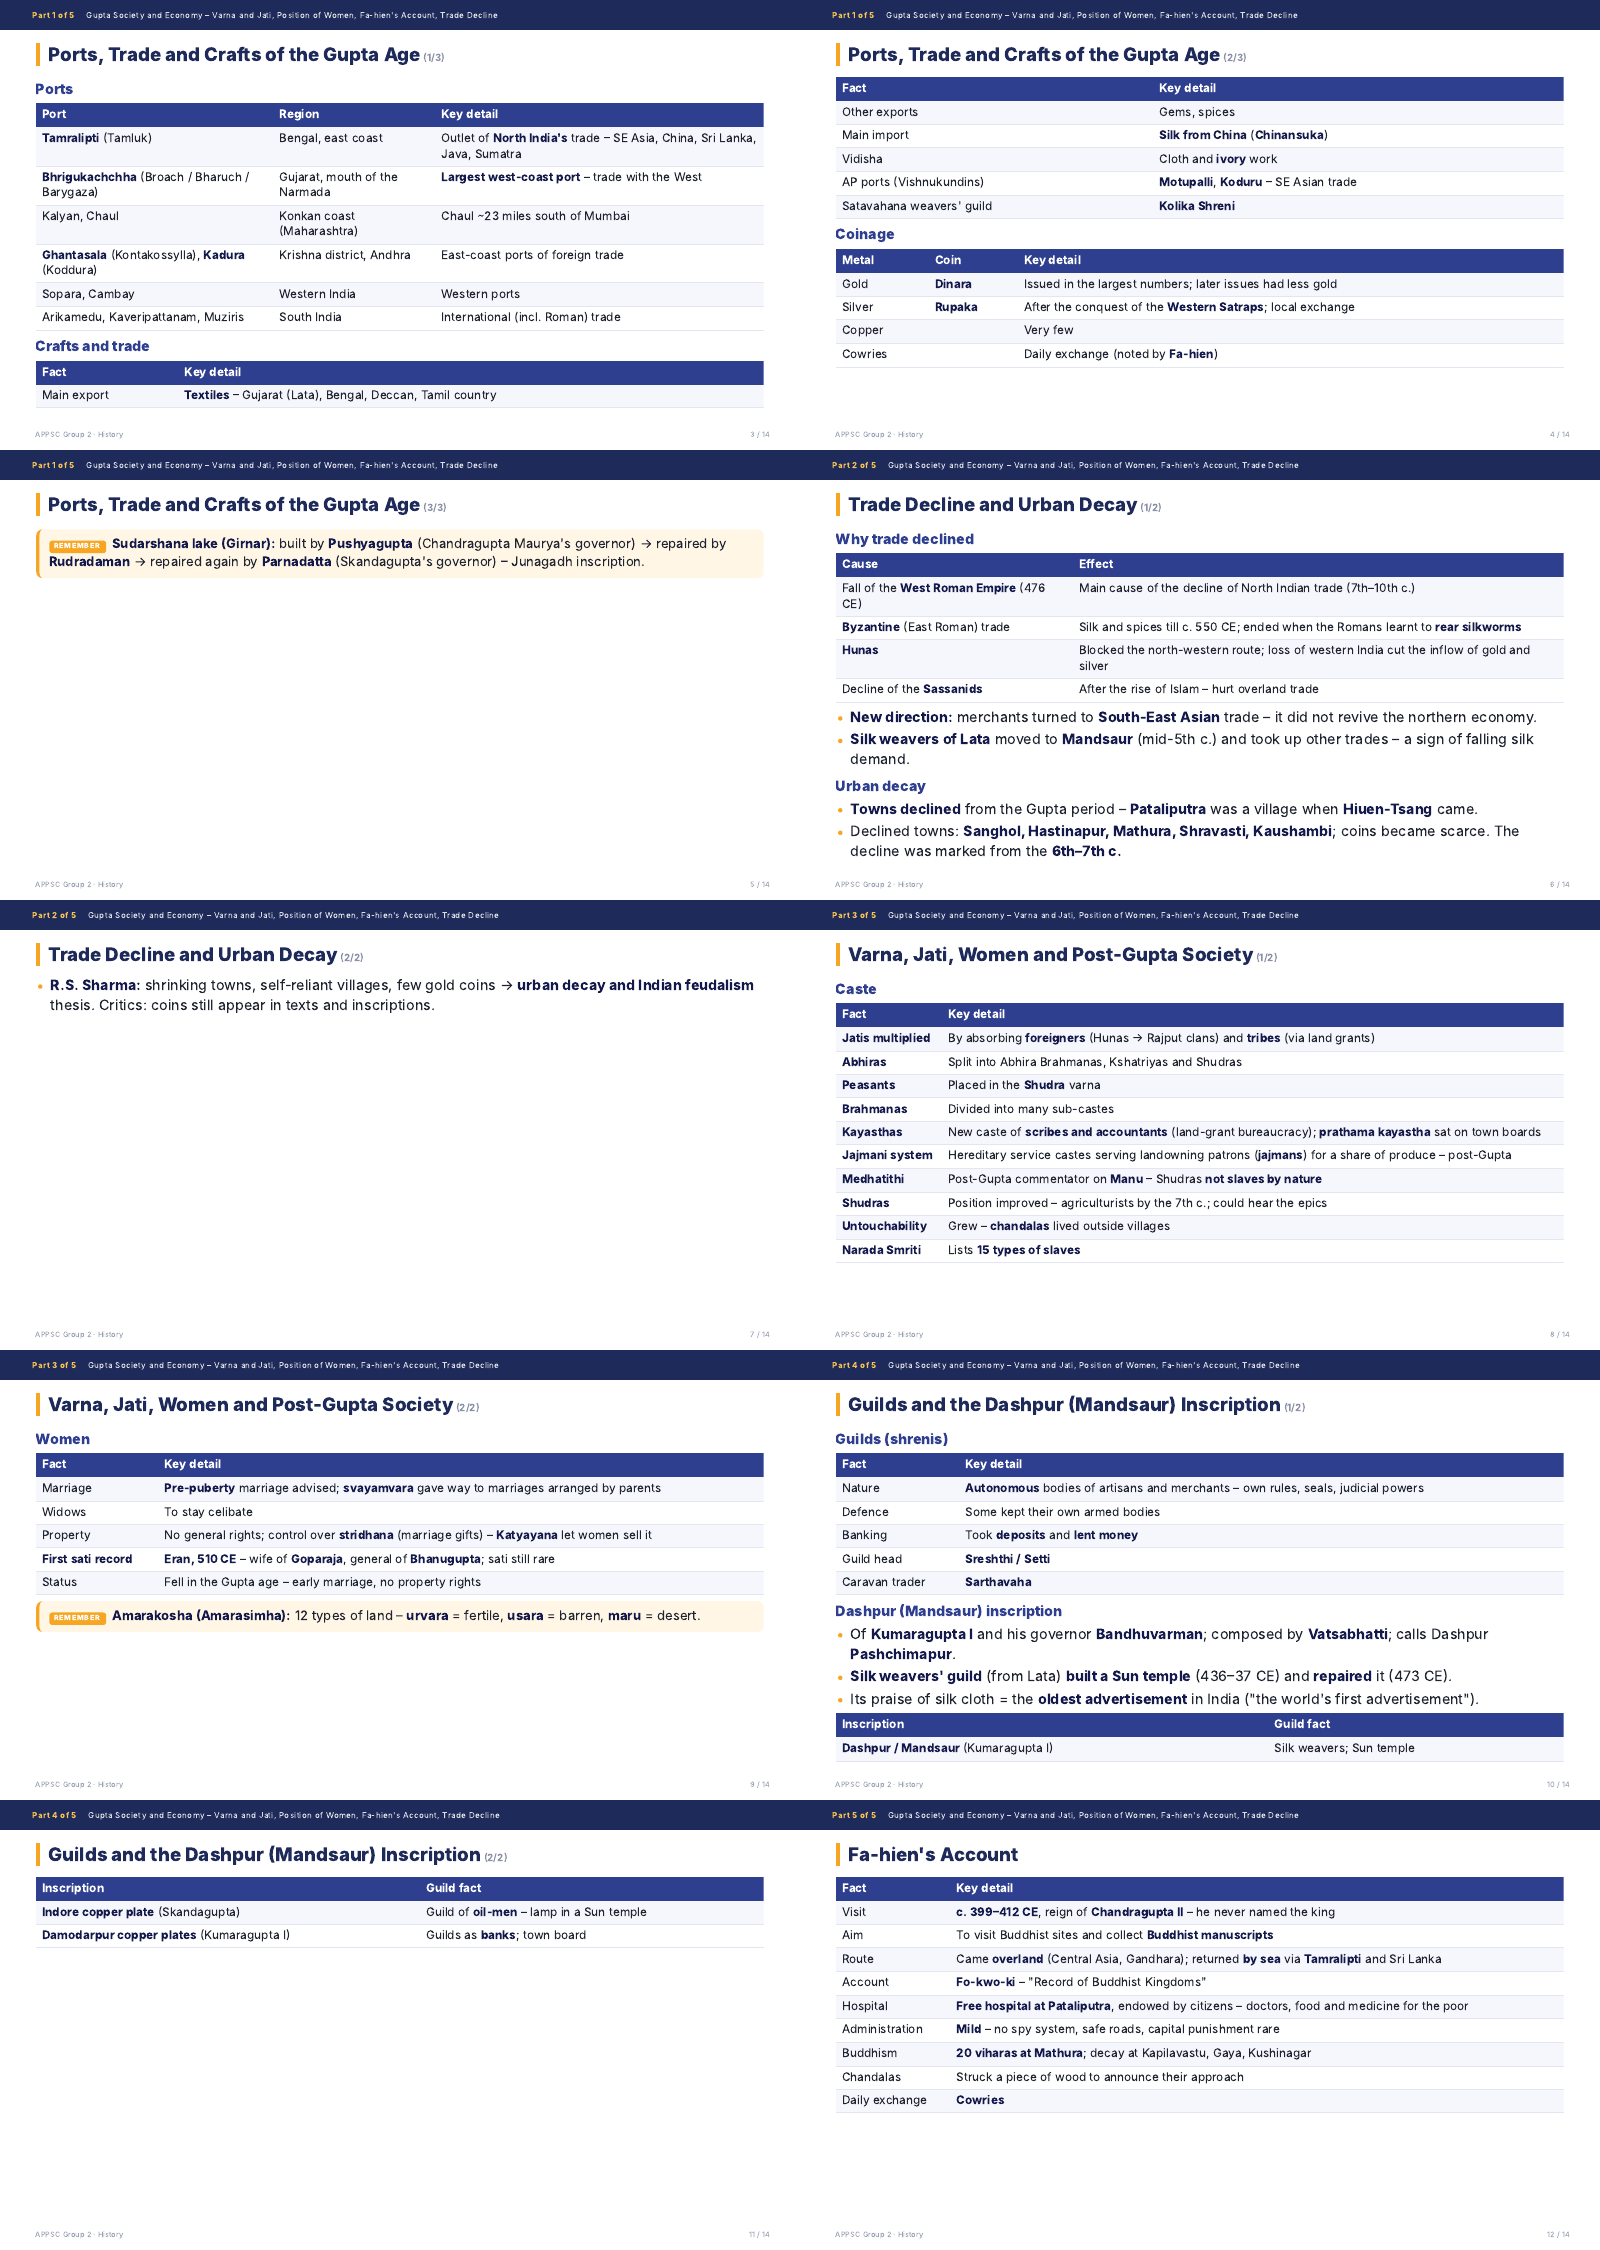 Part 1 of 5 Gupta Society and Economy – Varna and Jati, Position of Women, Fa-hien's Account, Trade Decline
Ports, Trade and Crafts of the Gupta Age (1/3)
Ports
Port Region Key detail
Tamralipti (Tamluk) Bengal, east coast Outlet of North India's trade – SE Asia, China, Sri Lanka,
Java, Sumatra
Bhrigukachchha (Broach / Bharuch / Gujarat, mouth of the Largest west-coast port – trade with the West
Barygaza) Narmada
Kalyan, Chaul Konkan coast Chaul ~23 miles south of Mumbai
(Maharashtra)
Ghantasala (Kontakossylla), Kadura Krishna district, Andhra East-coast ports of foreign trade
(Koddura)
Sopara, Cambay Western India Western ports
Arikamedu, Kaveripattanam, Muziris South India International (incl. Roman) trade
Crafts and trade
Fact Key detail
Main export Textiles – Gujarat (Lata), Bengal, Deccan, Tamil country
APPSC Group 2 · History 3 / 14
Part 1 of 5 Gupta Society and Economy – Varna and Jati, Position of Women, Fa-hien's Account, Trade Decline
Ports, Trade and Crafts of the Gupta Age (2/3)
Fact Key detail
Other exports Gems, spices
Main import Silk from China (Chinansuka)
Vidisha Cloth and ivory work
AP ports (Vishnukundins) Motupalli, Koduru – SE Asian trade
Satavahana weavers' guild Kolika Shreni
Coinage
Metal Coin Key detail
Gold Dinara Issued in the largest numbers; later issues had less gold
Silver Rupaka After the conquest of the Western Satraps; local exchange
Copper Very few
Cowries Daily exchange (noted by Fa-hien)
APPSC Group 2 · History 4 / 14
Part 1 of 5 Gupta Society and Economy – Varna and Jati, Position of Women, Fa-hien's Account, Trade Decline
Ports, Trade and Crafts of the Gupta Age (3/3)
REMEMBER Sudarshana lake (Girnar): built by Pushyagupta (Chandragupta Maurya's governor) → repaired by
Rudradaman → repaired again by Parnadatta (Skandagupta's governor) – Junagadh inscription.
APPSC Group 2 · History 5 / 14
Part 2 of 5 Gupta Society and Economy – Varna and Jati, Position of Women, Fa-hien's Account, Trade Decline
Trade Decline and Urban Decay (1/2)
Why trade declined
Cause Effect
Fall of the West Roman Empire (476 Main cause of the decline of North Indian trade (7th–10th c.)
CE)
Byzantine (East Roman) trade Silk and spices till c. 550 CE; ended when the Romans learnt to rear silkworms
Hunas Blocked the north-western route; loss of western India cut the inflow of gold and
silver
Decline of the Sassanids After the rise of Islam – hurt overland trade
• New direction: merchants turned to South-East Asian trade – it did not revive the northern economy.
• Silk weavers of Lata moved to Mandsaur (mid-5th c.) and took up other trades – a sign of falling silk
demand.
Urban decay
• Towns declined from the Gupta period – Pataliputra was a village when Hiuen-Tsang came.
• Declined towns: Sanghol, Hastinapur, Mathura, Shravasti, Kaushambi; coins became scarce. The
decline was marked from the 6th–7th c.
APPSC Group 2 · History 6 / 14
Part 2 of 5 Gupta Society and Economy – Varna and Jati, Position of Women, Fa-hien's Account, Trade Decline
Trade Decline and Urban Decay (2/2)
• R.S. Sharma: shrinking towns, self-reliant villages, few gold coins → urban decay and Indian feudalism
thesis. Critics: coins still appear in texts and inscriptions.
APPSC Group 2 · History 7 / 14
Part 3 of 5 Gupta Society and Economy – Varna and Jati, Position of Women, Fa-hien's Account, Trade Decline
Varna, Jati, Women and Post-Gupta Society (1/2)
Caste
Fact Key detail
Jatis multiplied By absorbing foreigners (Hunas → Rajput clans) and tribes (via land grants)
Abhiras Split into Abhira Brahmanas, Kshatriyas and Shudras
Peasants Placed in the Shudra varna
Brahmanas Divided into many sub-castes
Kayasthas New caste of scribes and accountants (land-grant bureaucracy); prathama kayastha sat on town boards
Jajmani system Hereditary service castes serving landowning patrons (jajmans) for a share of produce – post-Gupta
Medhatithi Post-Gupta commentator on Manu – Shudras not slaves by nature
Shudras Position improved – agriculturists by the 7th c.; could hear the epics
Untouchability Grew – chandalas lived outside villages
Narada Smriti Lists 15 types of slaves
APPSC Group 2 · History 8 / 14
Part 3 of 5 Gupta Society and Economy – Varna and Jati, Position of Women, Fa-hien's Account, Trade Decline
Varna, Jati, Women and Post-Gupta Society (2/2)
Women
Fact Key detail
Marriage Pre-puberty marriage advised; svayamvara gave way to marriages arranged by parents
Widows To stay celibate
Property No general rights; control over stridhana (marriage gifts) – Katyayana let women sell it
First sati record Eran, 510 CE – wife of Goparaja, general of Bhanugupta; sati still rare
Status Fell in the Gupta age – early marriage, no property rights
REMEMBER Amarakosha (Amarasimha): 12 types of land – urvara = fertile, usara = barren, maru = desert.
APPSC Group 2 · History 9 / 14
Part 4 of 5 Gupta Society and Economy – Varna and Jati, Position of Women, Fa-hien's Account, Trade Decline
Guilds and the Dashpur (Mandsaur) Inscription (1/2)
Guilds (shrenis)
Fact Key detail
Nature Autonomous bodies of artisans and merchants – own rules, seals, judicial powers
Defence Some kept their own armed bodies
Banking Took deposits and lent money
Guild head Sreshthi / Setti
Caravan trader Sarthavaha
Dashpur (Mandsaur) inscription
• Of Kumaragupta I and his governor Bandhuvarman; composed by Vatsabhatti; calls Dashpur
Pashchimapur.
• Silk weavers' guild (from Lata) built a Sun temple (436–37 CE) and repaired it (473 CE).
• Its praise of silk cloth = the oldest advertisement in India ("the world's first advertisement").
Inscription Guild fact
Dashpur / Mandsaur (Kumaragupta I) Silk weavers; Sun temple
APPSC Group 2 · History 10 / 14
Part 4 of 5 Gupta Society and Economy – Varna and Jati, Position of Women, Fa-hien's Account, Trade Decline
Guilds and the Dashpur (Mandsaur) Inscription (2/2)
Inscription Guild fact
Indore copper plate (Skandagupta) Guild of oil-men – lamp in a Sun temple
Damodarpur copper plates (Kumaragupta I) Guilds as banks; town board
APPSC Group 2 · History 11 / 14
Part 5 of 5 Gupta Society and Economy – Varna and Jati, Position of Women, Fa-hien's Account, Trade Decline
Fa-hien's Account
Fact Key detail
Visit c. 399–412 CE, reign of Chandragupta II – he never named the king
Aim To visit Buddhist sites and collect Buddhist manuscripts
Route Came overland (Central Asia, Gandhara); returned by sea via Tamralipti and Sri Lanka
Account Fo-kwo-ki – "Record of Buddhist Kingdoms"
Hospital Free hospital at Pataliputra, endowed by citizens – doctors, food and medicine for the poor
Administration Mild – no spy system, safe roads, capital punishment rare
Buddhism 20 viharas at Mathura; decay at Kapilavastu, Gaya, Kushinagar
Chandalas Struck a piece of wood to announce their approach
Daily exchange Cowries
APPSC Group 2 · History 12 / 14